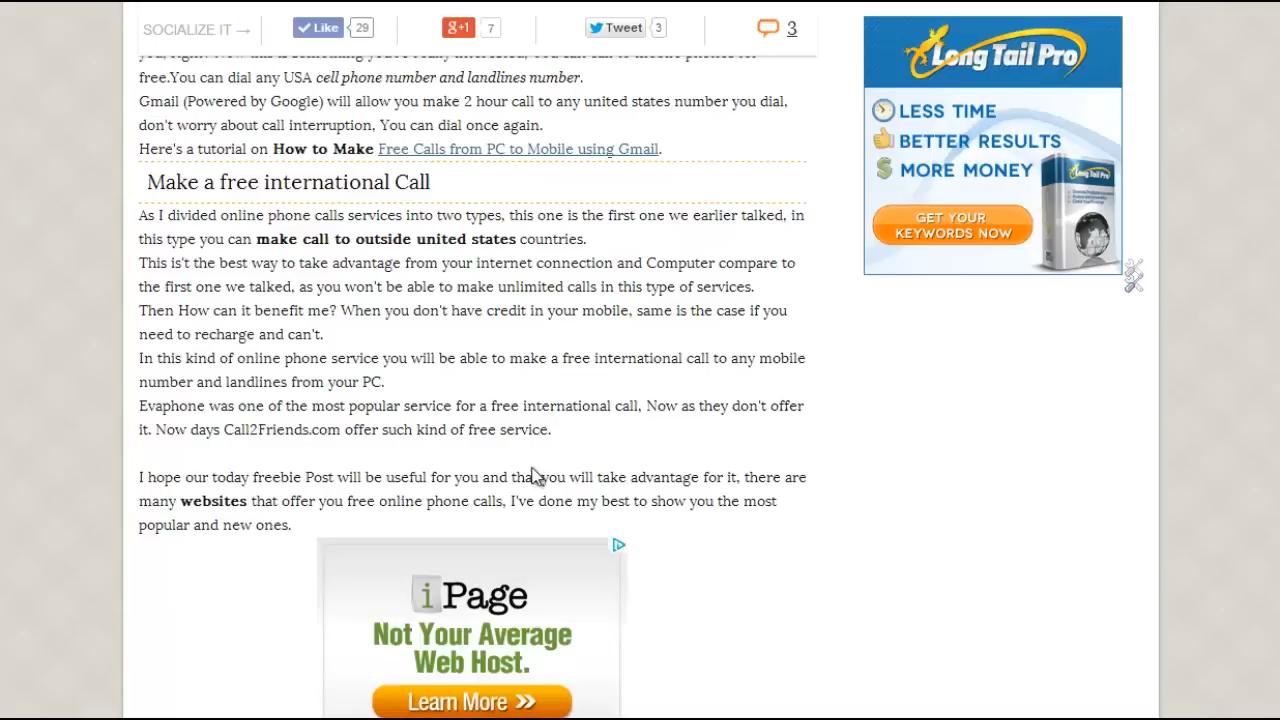 SOCIALIZE IT →
Like 29
g+1 7
Tweet 3
3
free.You can dial any USA cell phone number and landlines number.
Gmail (Powered by Google) will allow you make 2 hour call to any united states number you dial,
don't worry about call interruption, You can dial once again.
Here's a tutorial on How to Make Free Calls from PC to Mobile using Gmail.
Make a free international Call
As I divided online phone calls services into two types, this one is the first one we earlier talked, in
this type you can make call to outside united states countries.
This is't the best way to take advantage from your internet connection and Computer compare to
the first one we talked, as you won't be able to make unlimited calls in this type of services.
Then How can it benefit me? When you don't have credit in your mobile, same is the case if you
need to recharge and can't.
In this kind of online phone service you will be able to make a free international call to any mobile
number and landlines from your PC.
Evaphone was one of the most popular service for a free international call, Now as they don't offer
it. Now days Call2Friends.com offer such kind of free service.
I hope our today freebie Post will be useful for you and that you will take advantage for it, there are
many websites that offer you free online phone calls, I've done my best to show you the most
popular and new ones.
iPage
Not Your Average
Web Host.
Learn More »
Long Tail Pro
LESS TIME
BETTER RESULTS
$ MORE MONEY
GET YOUR
KEYWORDS NOW
Long Tail Pro